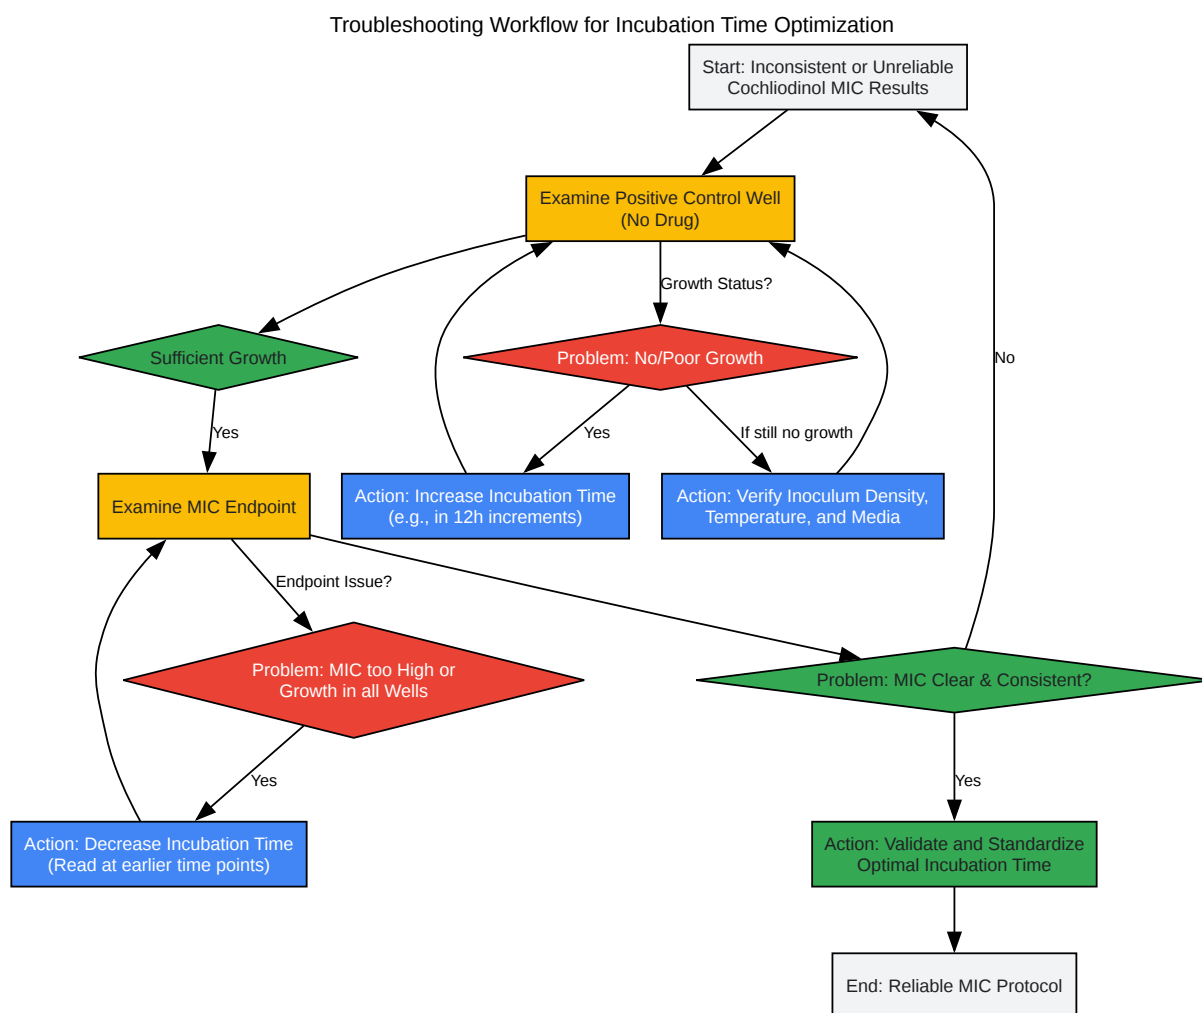 Troubleshooting Workflow for Incubation Time Optimization
Start: Inconsistent or Unreliable
Cochliodinol MIC Results
Examine Positive Control Well
(No Drug)
Growth Status?
Sufficient Growth
Problem: No/Poor Growth
No
Yes
Yes
If still no growth
Examine MIC Endpoint
Action: Increase Incubation Time
(e.g., in 12h increments)
Action: Verify Inoculum Density,
Temperature, and Media
Endpoint Issue?
Problem: MIC too High or
Growth in all Wells
Problem: MIC Clear & Consistent?
Yes
Yes
Action: Decrease Incubation Time
(Read at earlier time points)
Action: Validate and Standardize
Optimal Incubation Time
End: Reliable MIC Protocol